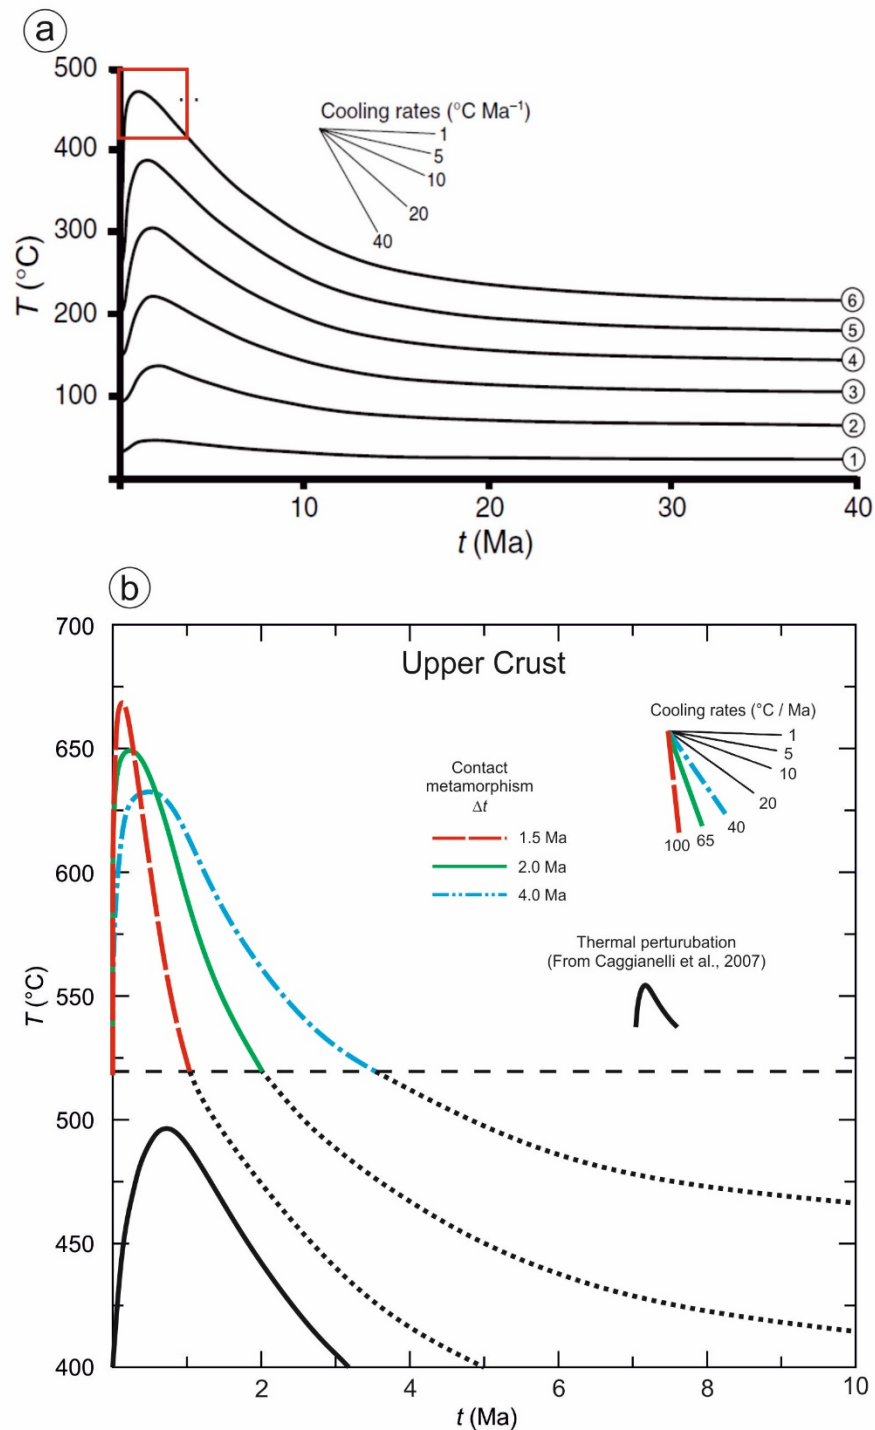 a
500
400
300
200
100
T (°C)
Cooling rates (°C Ma⁻¹)
1
5
10
20
40
6
5
4
3
2
1
10
20
30
40
t (Ma)
b
700
650
600
550
500
450
400
T (°C)
Upper Crust
Cooling rates (°C / Ma)
1
5
10
20
40
65
100
Contact
metamorphism
Δt
1.5 Ma
2.0 Ma
4.0 Ma
Thermal perturubation
(From Caggianelli et al., 2007)
2
4
6
8
10
t (Ma)